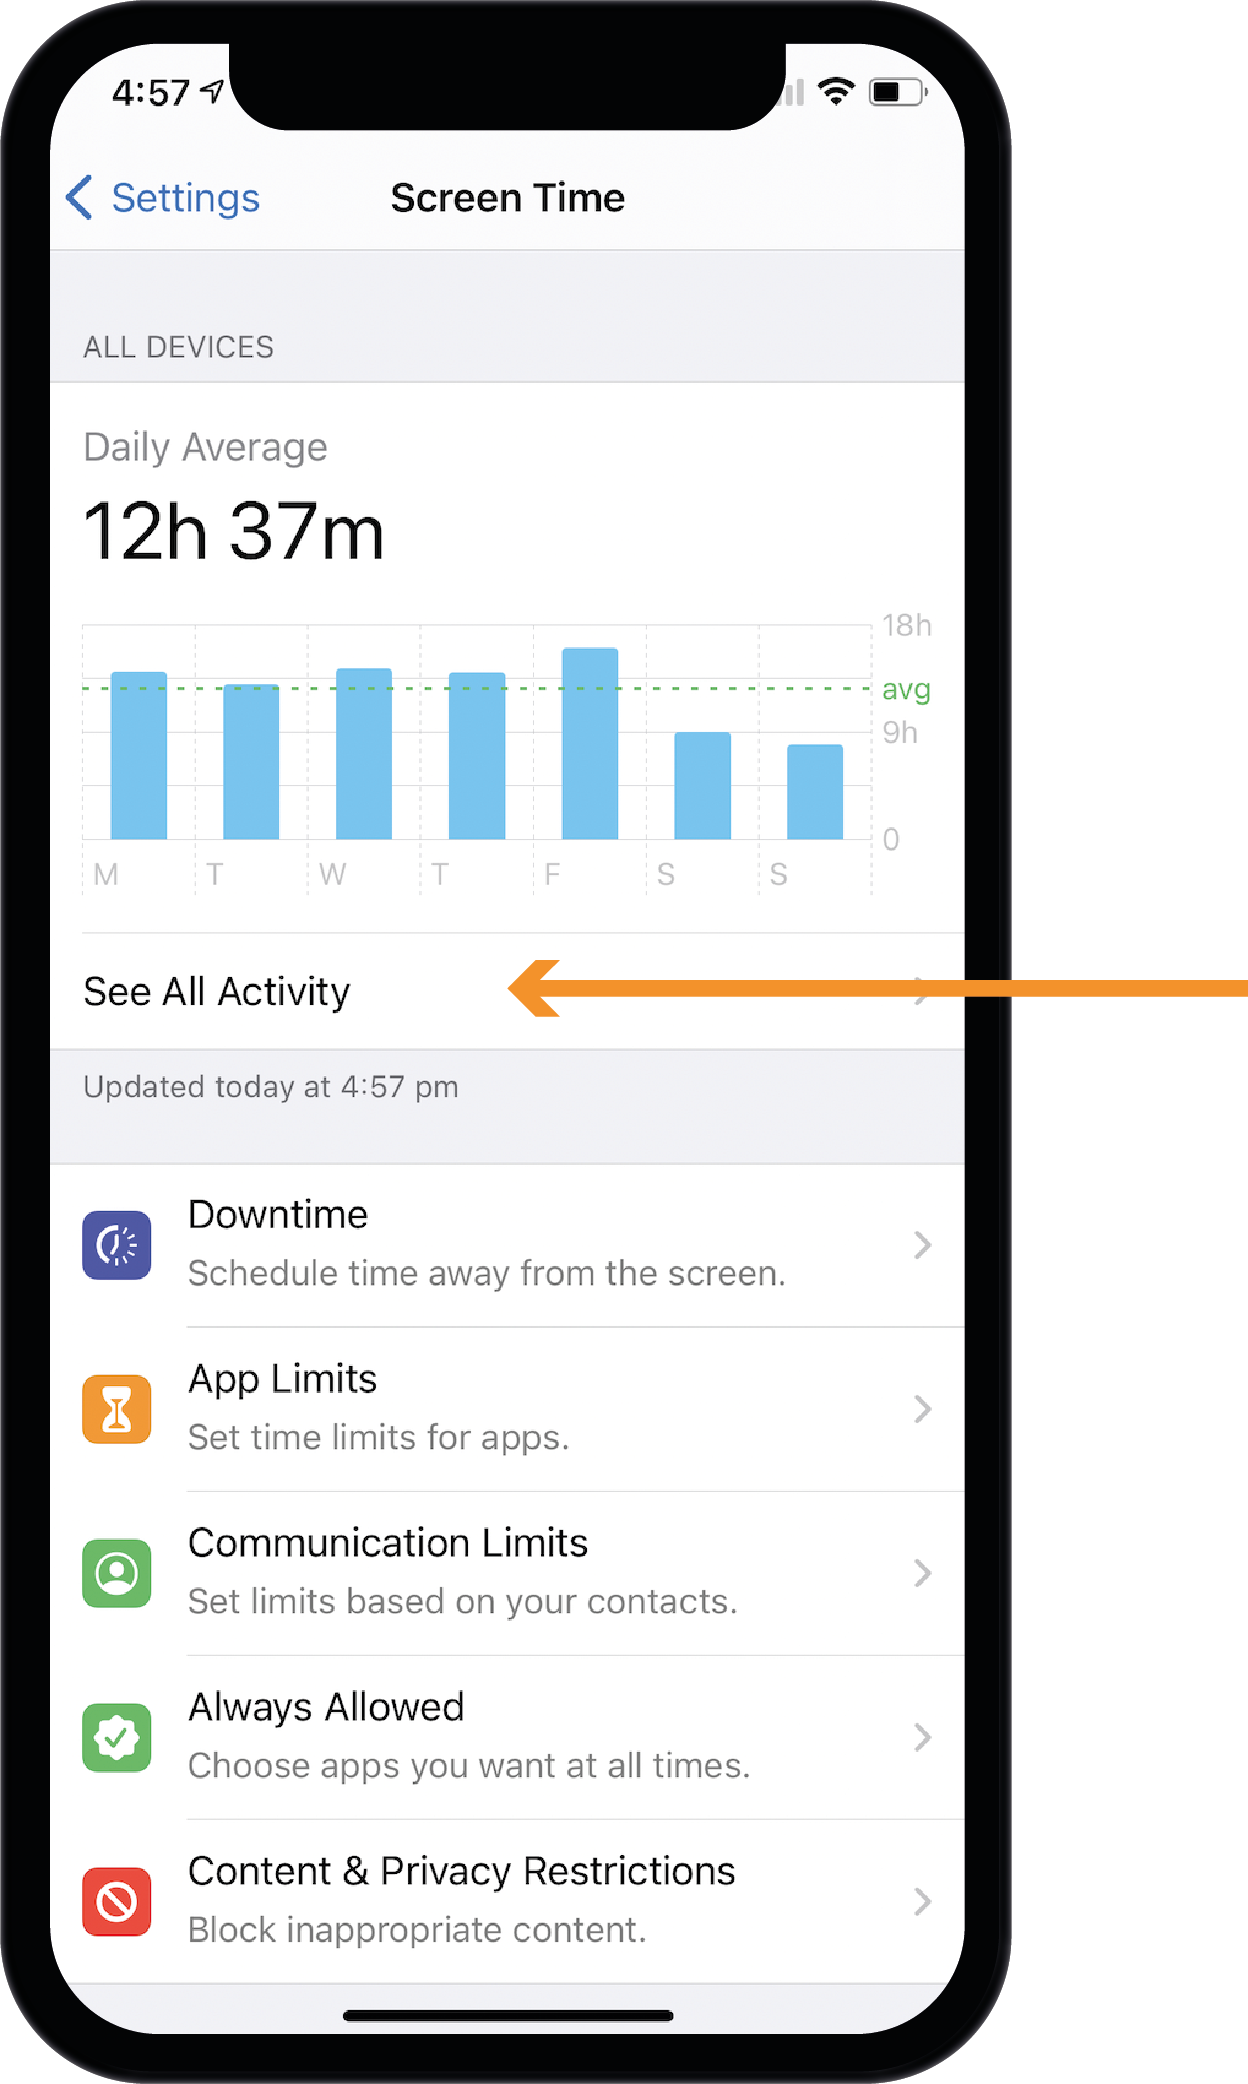 4:57
Settings
Screen Time
ALL DEVICES
Daily Average
12h 37m
18h
avg
9h
0
M T W T F S S
See All Activity
Updated today at 4:57 pm
Downtime
Schedule time away from the screen.
App Limits
Set time limits for apps.
Communication Limits
Set limits based on your contacts.
Always Allowed
Choose apps you want at all times.
Content & Privacy Restrictions
Block inappropriate content.